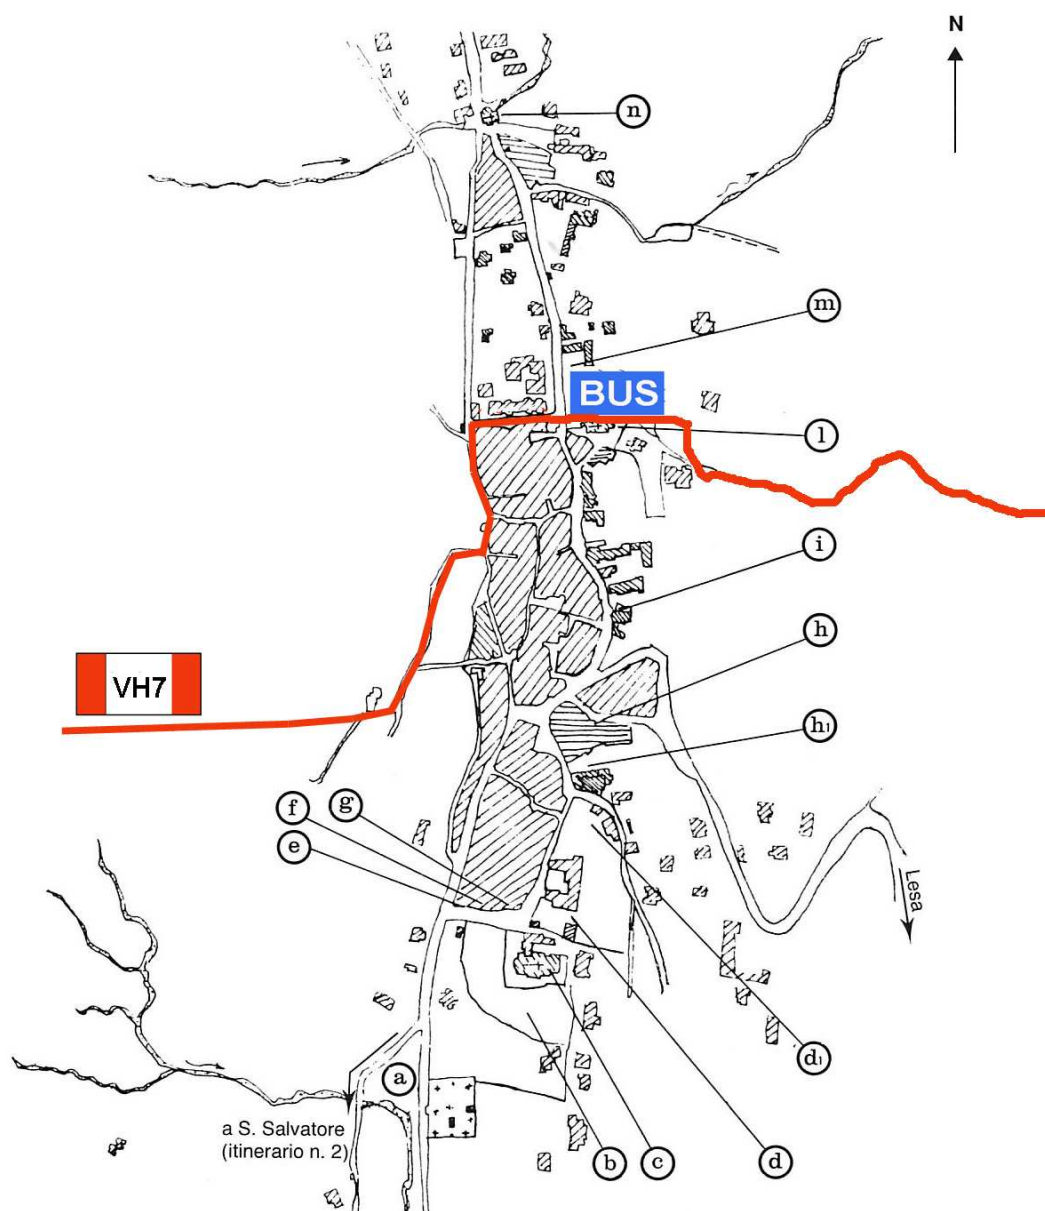 N
n
m
BUS
l
i
h
VH7
h1
g
f
e
Lesa
d1
a
a S. Salvatore
(itinerario n. 2)
b
c
d